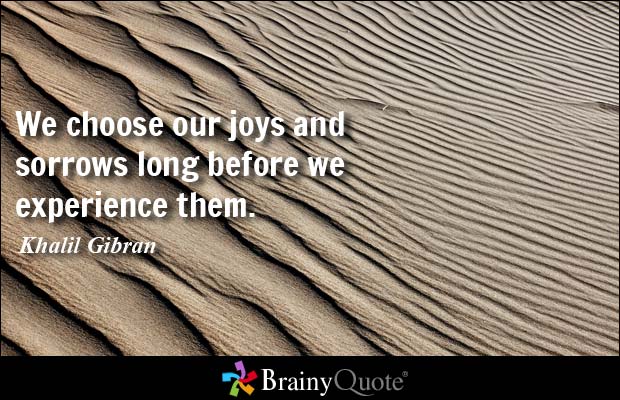 We choose our joys and
sorrows long before we
experience them.
Khalil Gibran
BrainyQuote®